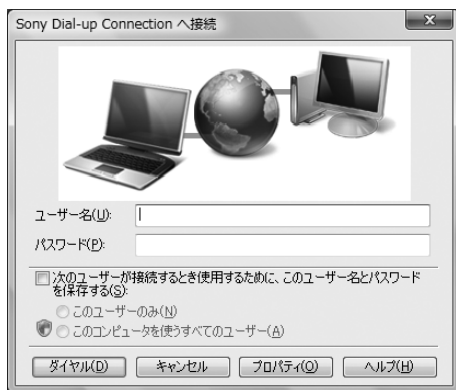 Sony Dial-up Connection へ接続
ユーザー名(U):
パスワード(P):
次のユーザーが接続するとき使用するために、このユーザー名とパスワード
を保存する(S):
このユーザーのみ(N)
このコンピュータを使うすべてのユーザー(A)
ダイヤル(D) キャンセル プロパティ(O) ヘルプ(H)